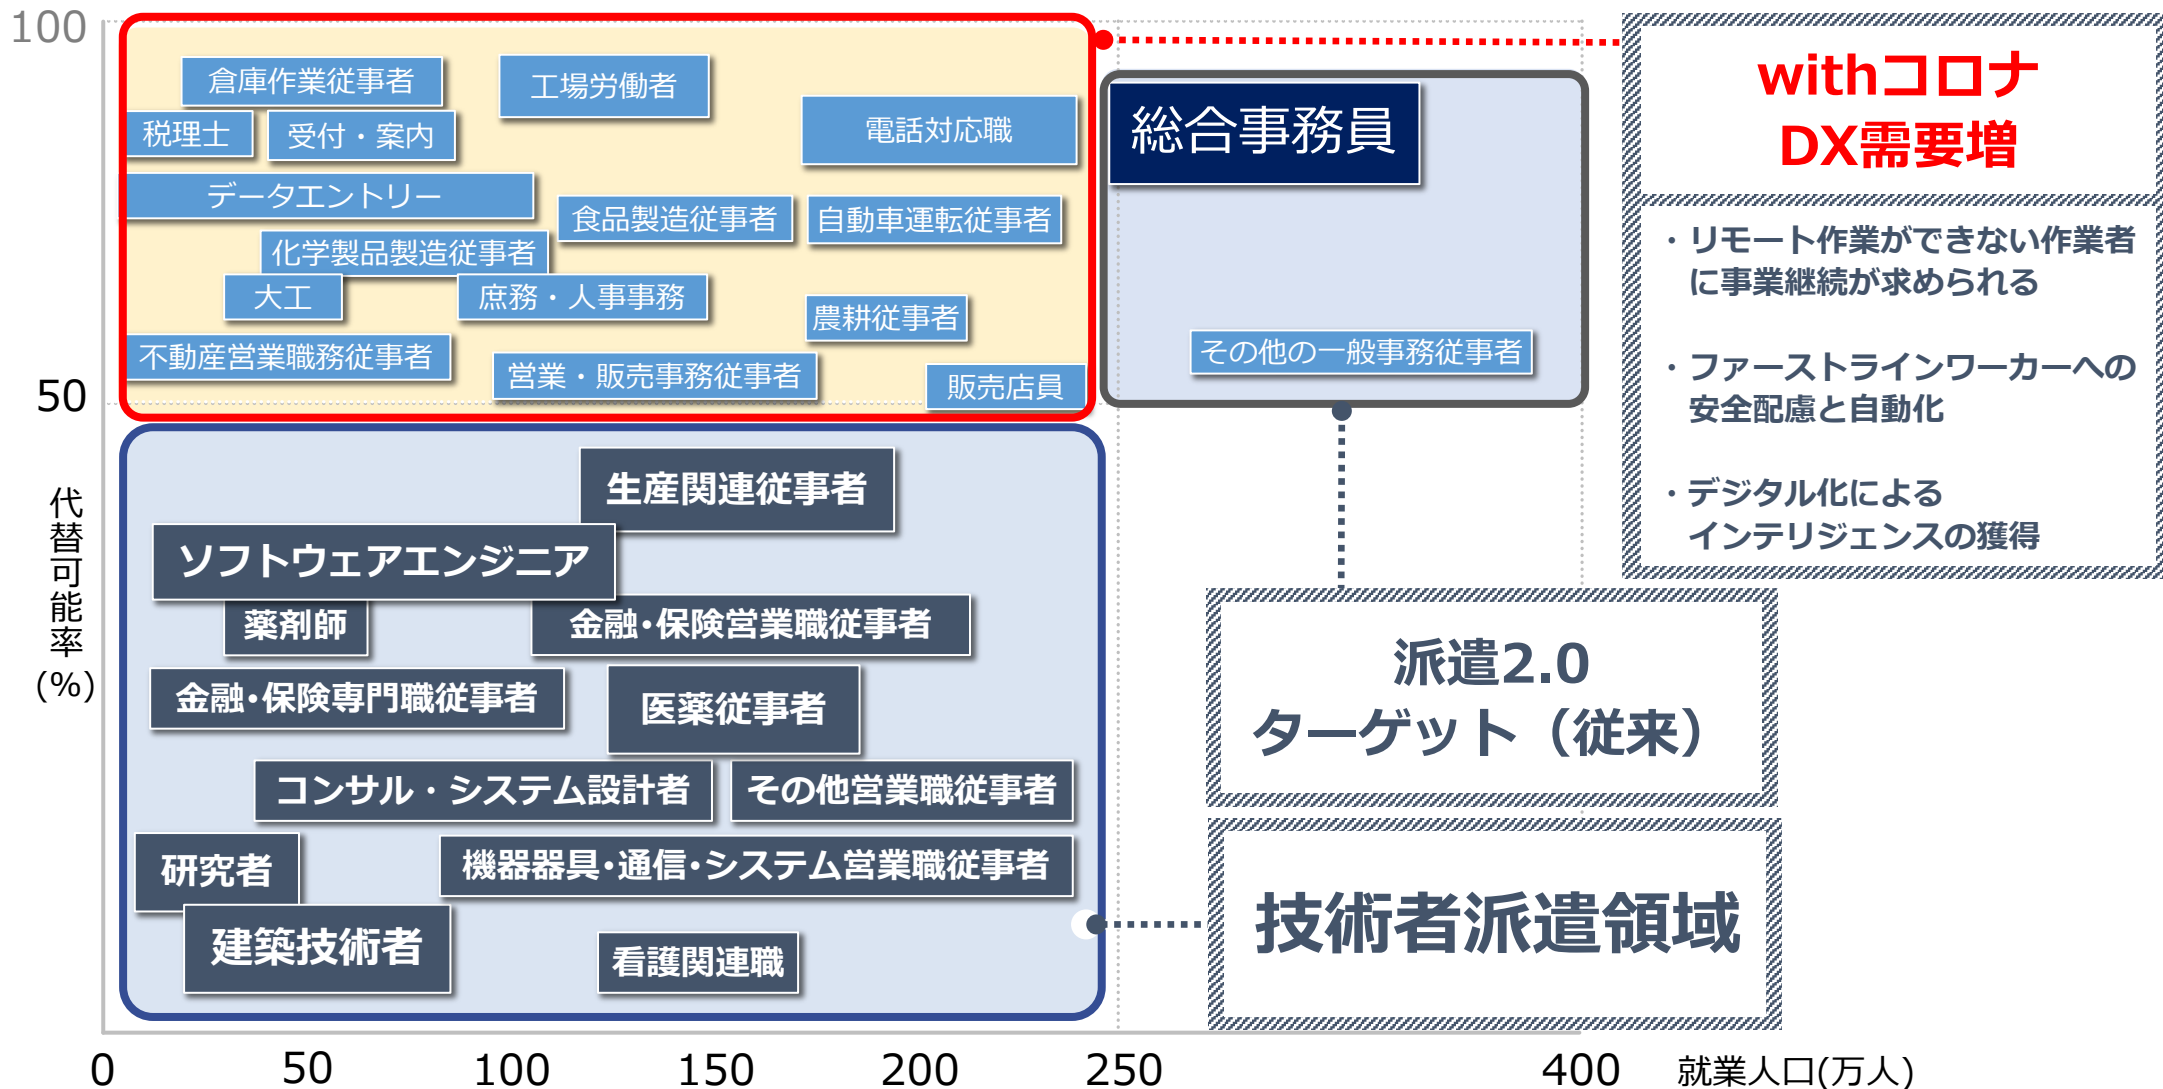 100
50
代替可能率
(%)
倉庫作業従事者
工場労働者
税理士
受付・案内
電話対応職
データエントリー
食品製造従事者
自動車運転従事者
化学製品製造従事者
大工
庶務・人事事務
農耕従事者
不動産営業職務従事者
営業・販売事務従事者
販売店員
総合事務員
その他の一般事務従事者
withコロナ
DX需要増
・リモート作業ができない作業者
に事業継続が求められる
・ファーストラインワーカーへの
安全配慮と自動化
・デジタル化による
インテリジェンスの獲得
生産関連従事者
ソフトウェアエンジニア
薬剤師
金融・保険営業職従事者
金融・保険専門職従事者
医薬従事者
コンサル・システム設計者
その他営業職従事者
研究者
機器器具・通信・システム営業職従事者
建築技術者
看護関連職
派遣2.0
ターゲット（従来）
技術者派遣領域
0
50
100
150
200
250
400
就業人口(万人)